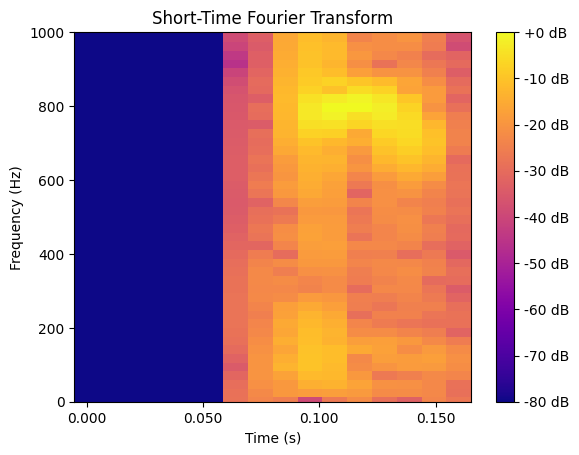 Short-Time Fourier Transform
1000
800
600
400
200
0
Frequency (Hz)
0.000
0.050
0.100
0.150
Time (s)
+0 dB
-10 dB
-20 dB
-30 dB
-40 dB
-50 dB
-60 dB
-70 dB
-80 dB